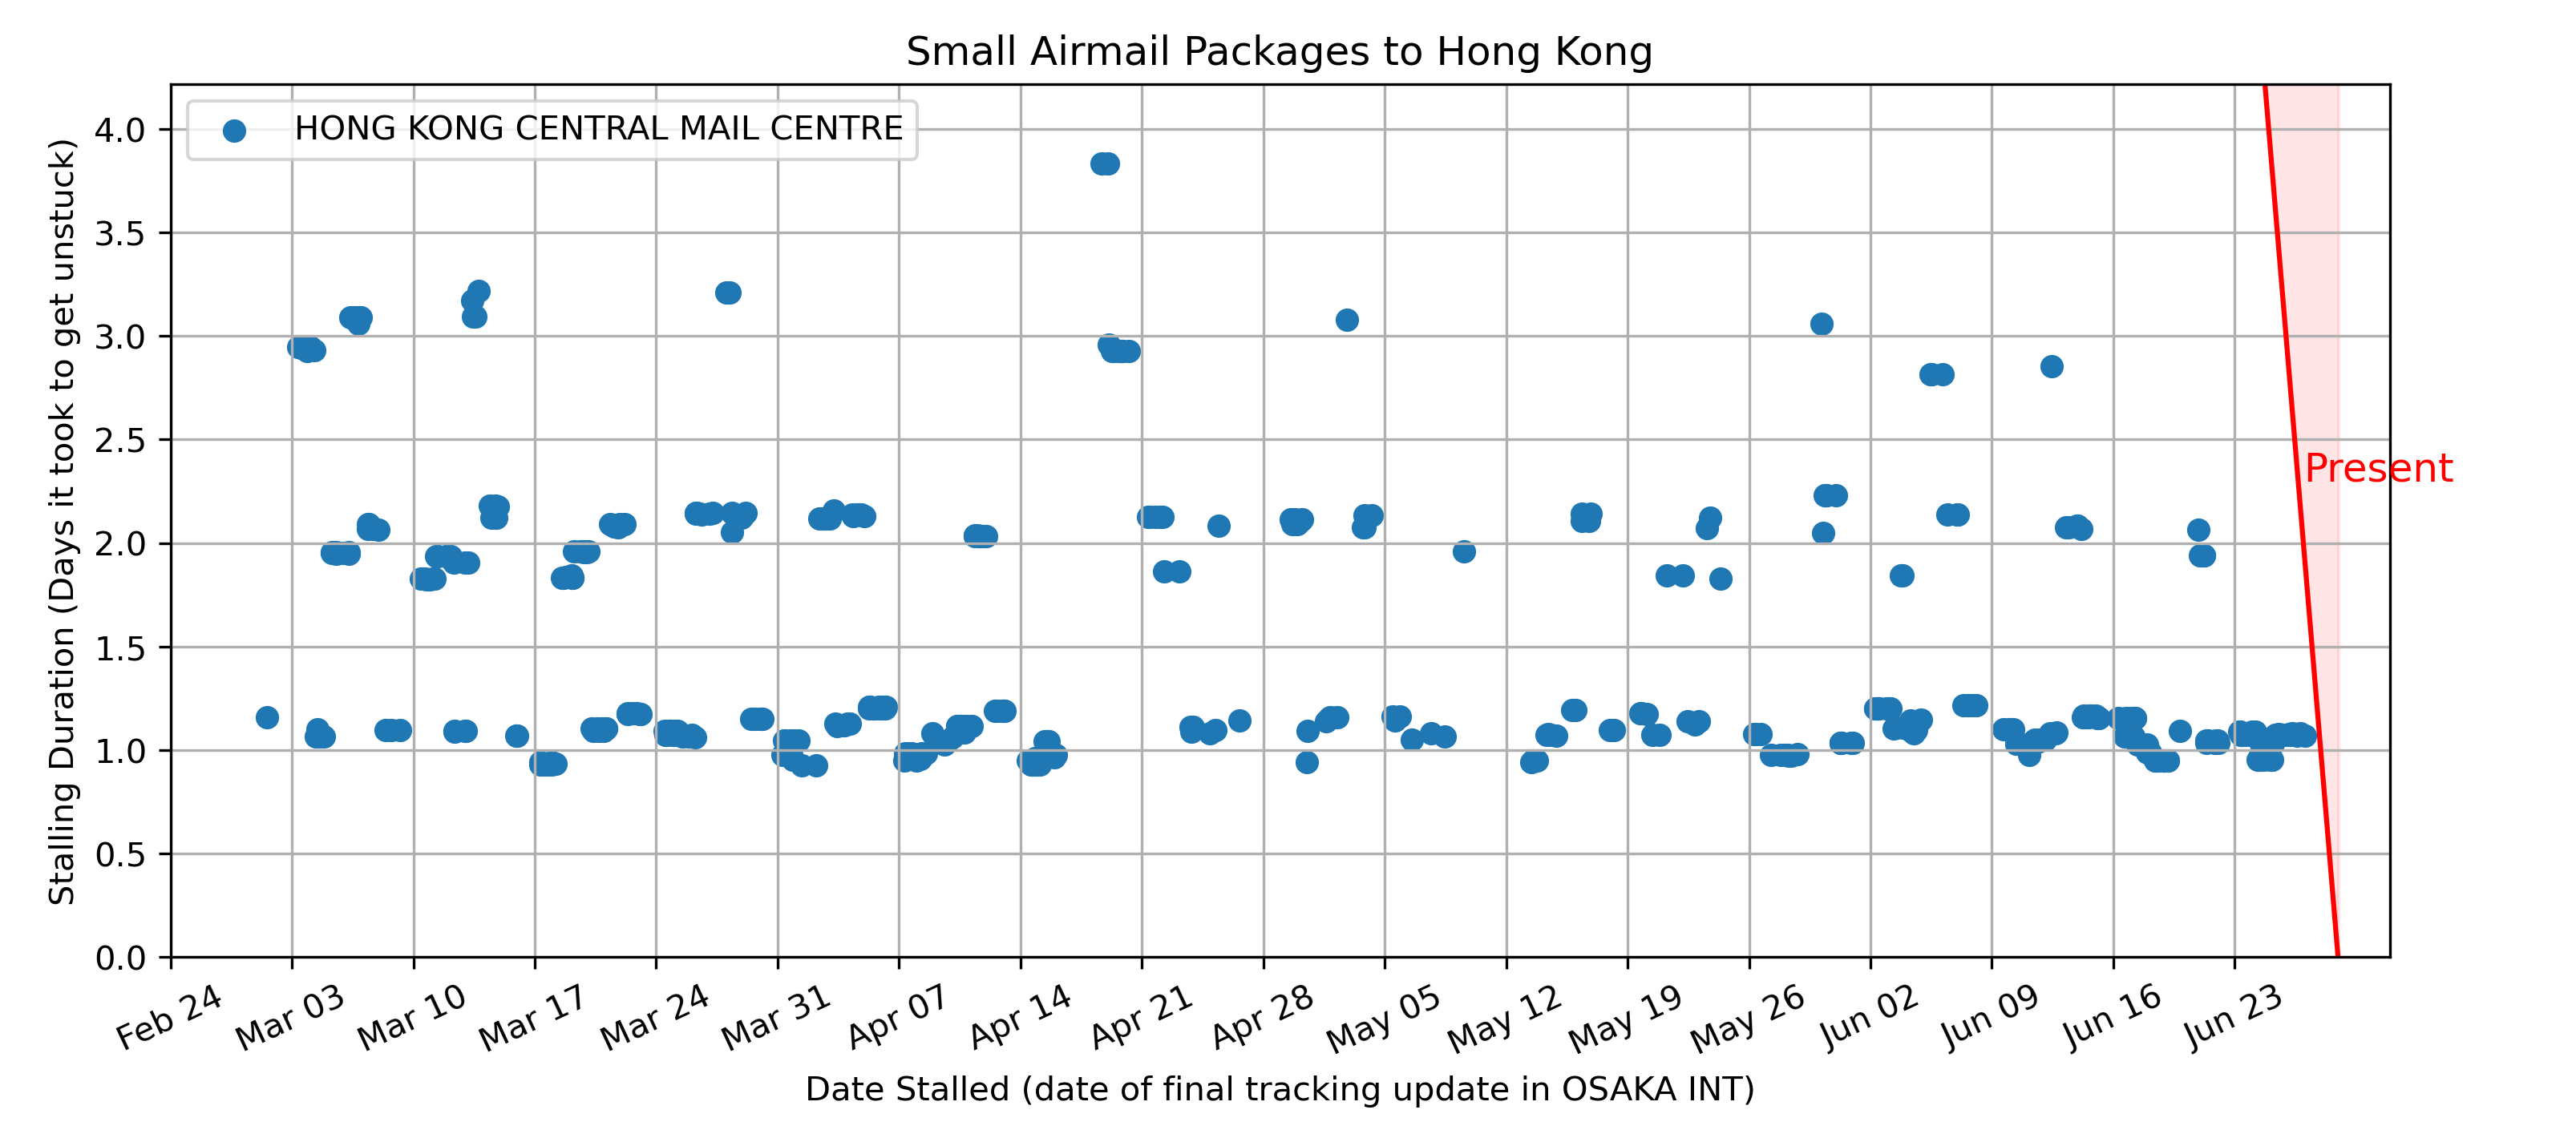 Small Airmail Packages to Hong Kong
HONG KONG CENTRAL MAIL CENTRE
Stalling Duration (Days it took to get unstuck)
4.0
3.5
3.0
2.5
2.0
1.5
1.0
0.5
0.0
Present
Feb 24
Mar 03
Mar 10
Mar 17
Mar 24
Mar 31
Apr 07
Apr 14
Apr 21
Apr 28
May 05
May 12
May 19
May 26
Jun 02
Jun 09
Jun 16
Jun 23
Date Stalled (date of final tracking update in OSAKA INT)